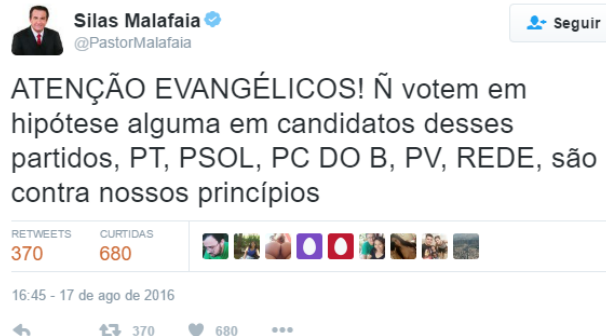 Silas Malafaia
@PastorMalafaia
Seguir
ATENÇÃO EVANGÉLICOS! Ñ votem em
hipótese alguma em candidatos desses
partidos, PT, PSOL, PC DO B, PV, REDE, são
contra nossos princípios
RETWEETS CURTIDAS
370 680
16:45 - 17 de ago de 2016
370 680